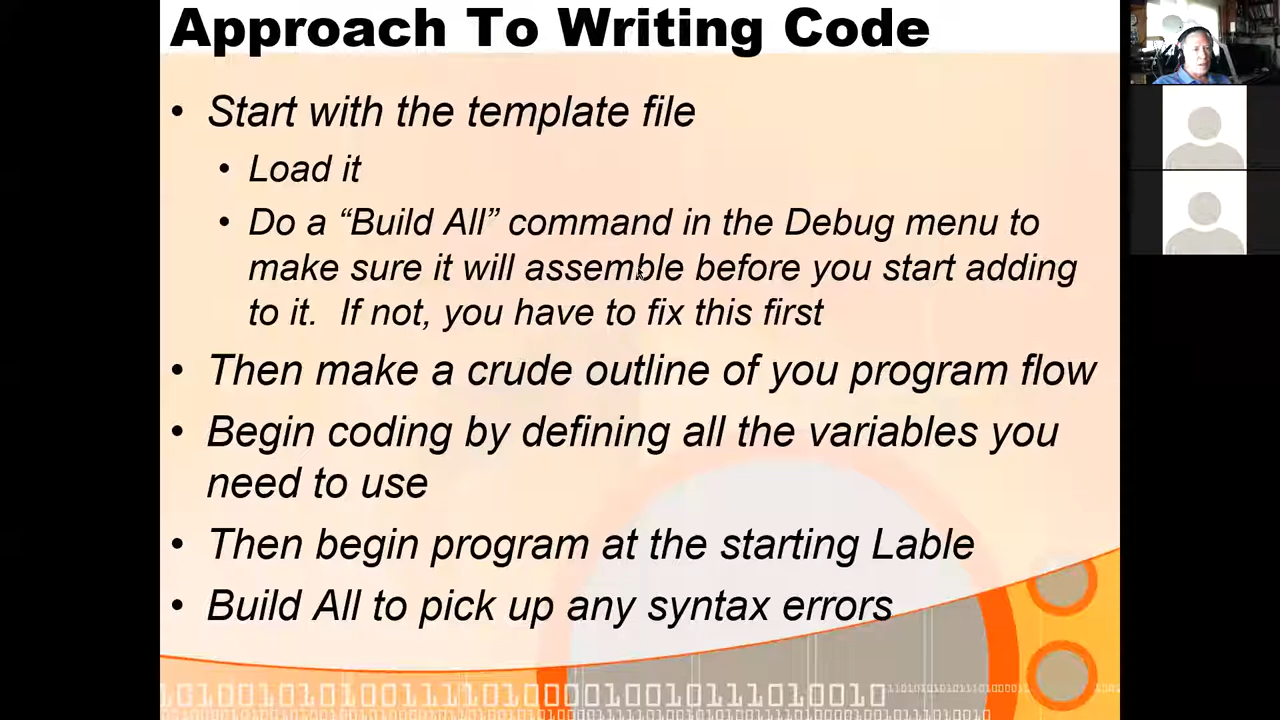 Approach To Writing Code
• Start with the template file
• Load it
• Do a “Build All” command in the Debug menu to
make sure it will assemble before you start adding
to it.  If not, you have to fix this first
• Then make a crude outline of you program flow
• Begin coding by defining all the variables you
need to use
• Then begin program at the starting Lable
• Build All to pick up any syntax errors